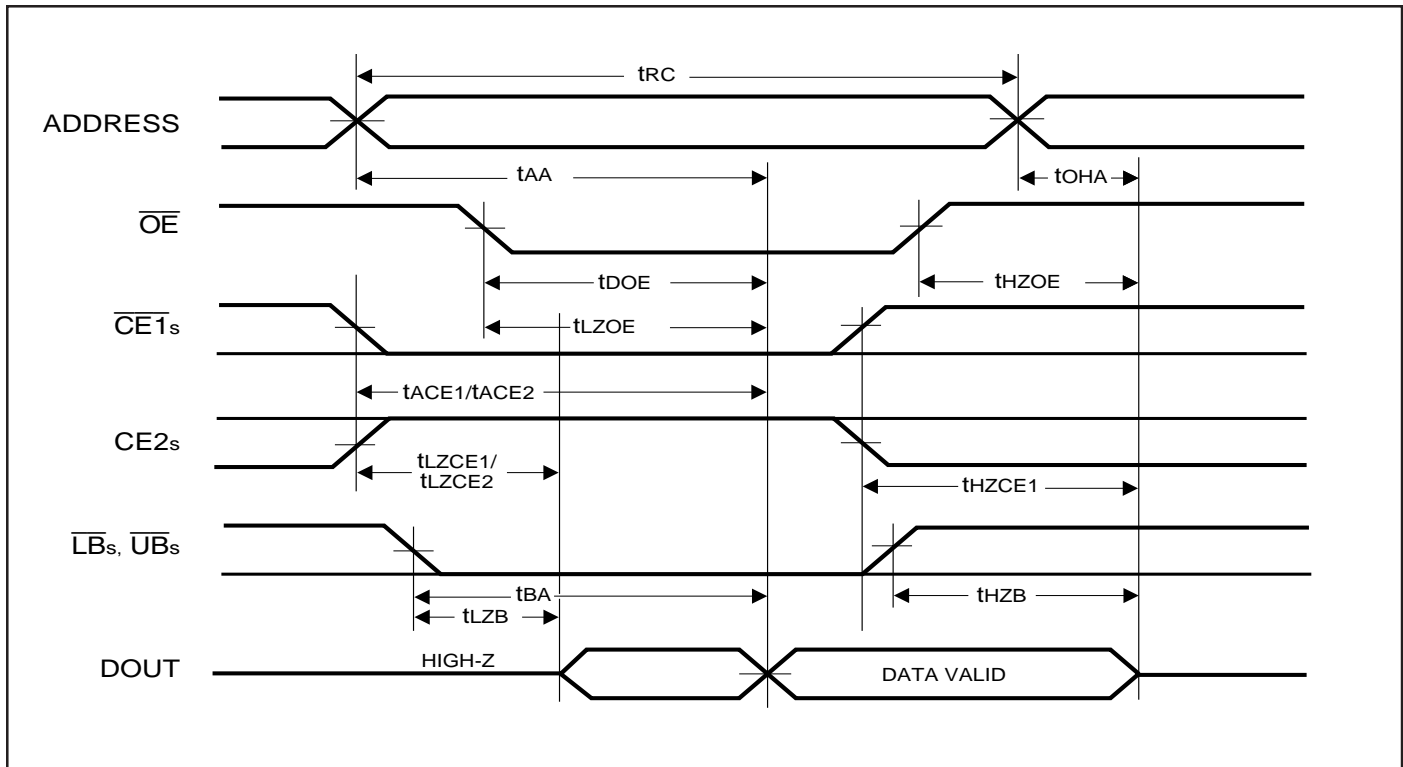 tRC
ADDRESS
tAA
tOHA
OE
tDOE
tHZOE
CE1s
tLZOE
tACE1/tACE2
CE2s
tLZCE1/
tLZCE2
tHZCE1
LBs, UBs
tBA
tHZB
tLZB
DOUT
HIGH-Z
DATA VALID